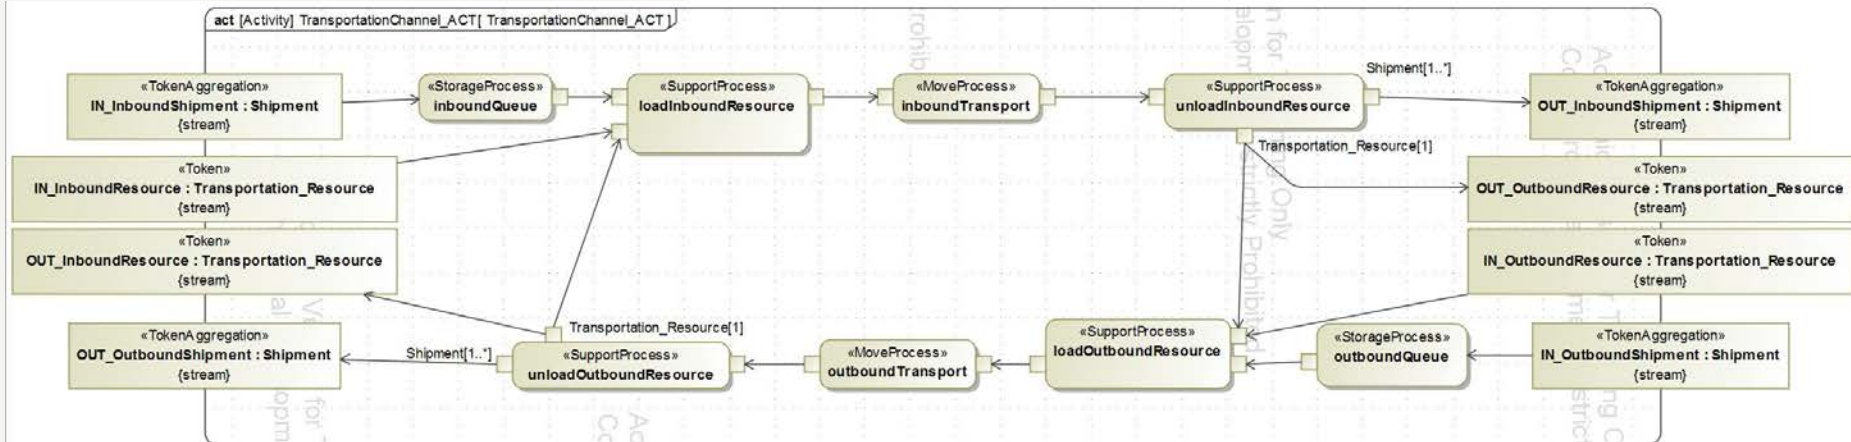 act [Activity] TransportationChannel_ACT[ TransportationChannel_ACT ]
«TokenAggregation»
IN_InboundShipment : Shipment
{stream}
«StorageProcess»
inboundQueue
«SupportProcess»
loadInboundResource
«MoveProcess»
inboundTransport
«SupportProcess»
unloadInboundResource
Shipment[1..*]
«TokenAggregation»
OUT_InboundShipment : Shipment
{stream}
Transportation_Resource[1]
«Token»
IN_InboundResource : Transportation_Resource
{stream}
«Token»
OUT_OutboundResource : Transportation_Resource
{stream}
«Token»
OUT_InboundResource : Transportation_Resource
{stream}
«Token»
IN_OutboundResource : Transportation_Resource
{stream}
«TokenAggregation»
OUT_OutboundShipment : Shipment
{stream}
Shipment[1..*]
Transportation_Resource[1]
«SupportProcess»
unloadOutboundResource
«MoveProcess»
outboundTransport
«SupportProcess»
loadOutboundResource
«StorageProcess»
outboundQueue
«TokenAggregation»
IN_OutboundShipment : Shipment
{stream}